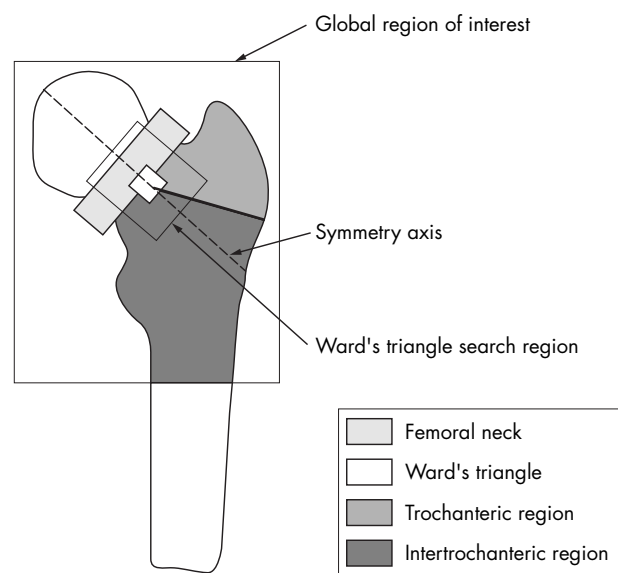 Global region of interest
Symmetry axis
Ward's triangle search region
Femoral neck
Ward's triangle
Trochanteric region
Intertrochanteric region